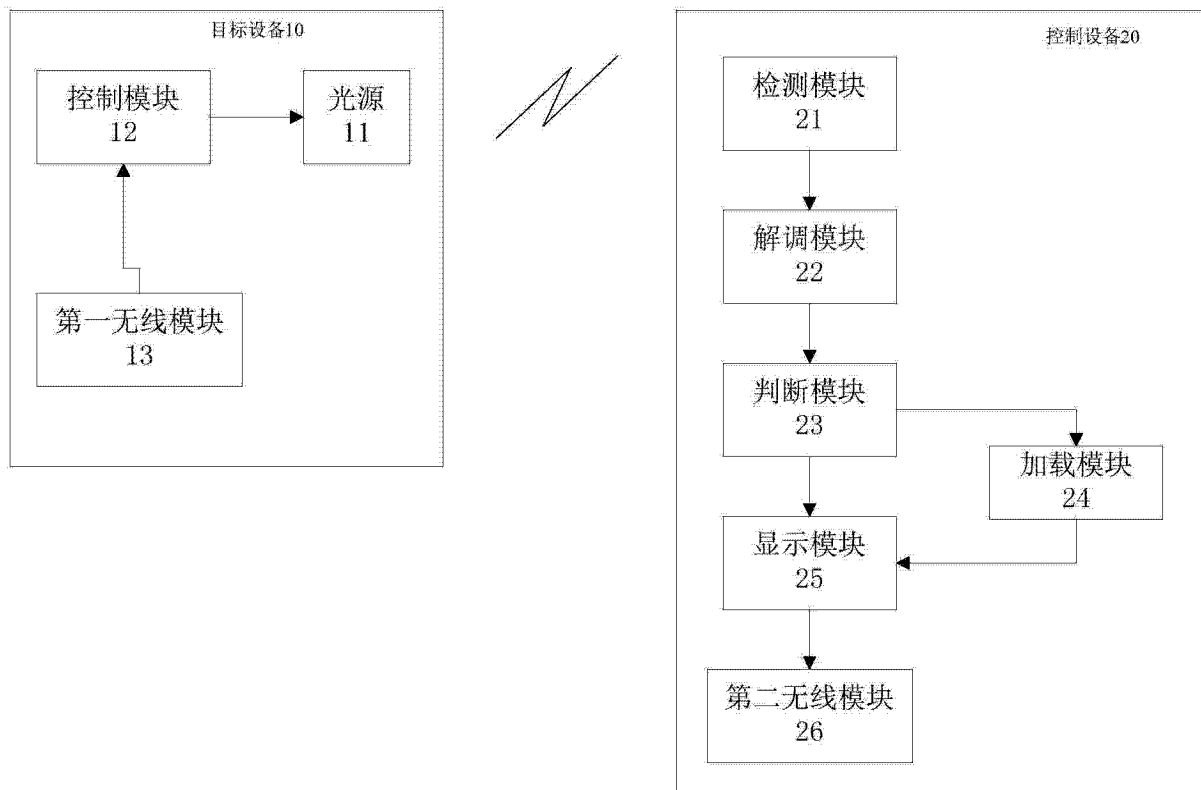 目标设备10
控制模块
12
光源
11
第一无线模块
13
控制设备20
检测模块
21
解调模块
22
判断模块
23
加载模块
24
显示模块
25
第二无线模块
26